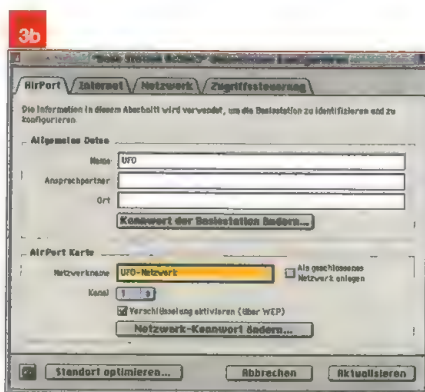 3b
AirPort Internet Netzwerk Zugriffssteuerung
Die Information in diesem Abschnitt wird verwendet, um die Basisstation zu identifizieren und zu
konfigurieren.
Allgemeine Daten
Name UFO
Ansprechpartner
Ort
Kennwort der Basisstation ändern...
AirPort Karte
Netzwerkname UFO-Netzwerk
Als geschlossenes
Netzwerk anlegen
Kanal 1
Verschlüsselung aktivieren (über WEP)
Netzwerk-Kennwort ändern...
Standort optimieren... Abbrechen Aktualisieren